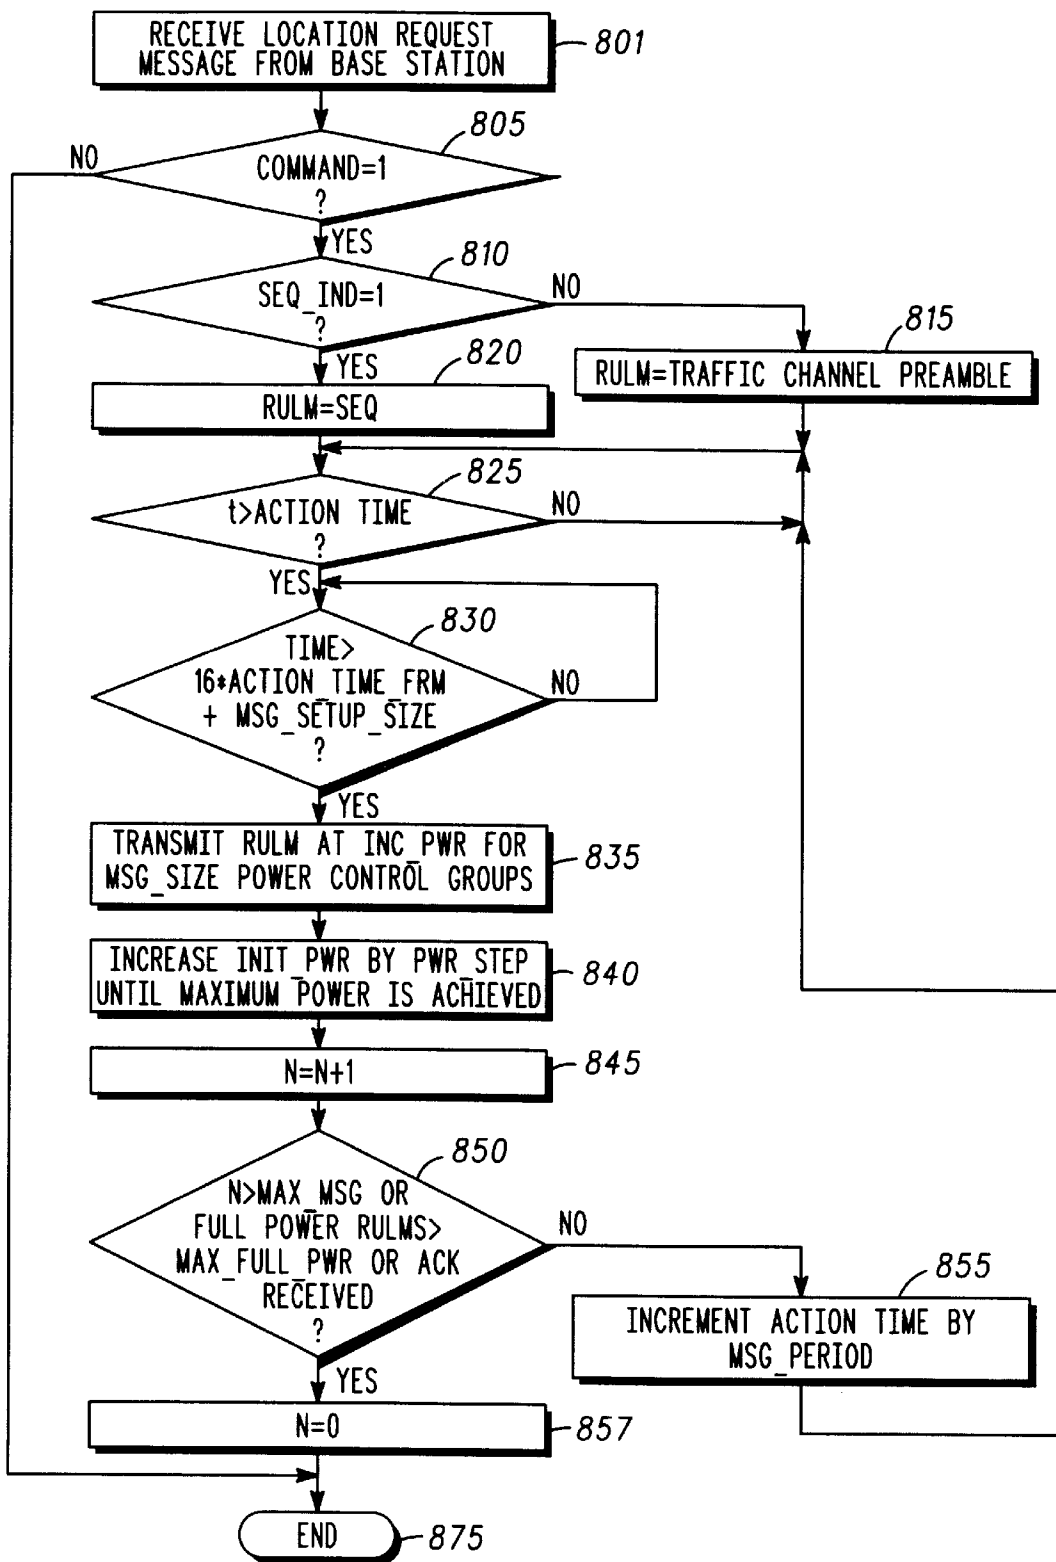 RECEIVE LOCATION REQUEST
MESSAGE FROM BASE STATION
801
805
NO
COMMAND=1
?
YES
810
SEQ_IND=1
?
NO
YES
815
RULM=TRAFFIC CHANNEL PREAMBLE
820
RULM=SEQ
825
t>ACTION TIME
?
NO
YES
830
TIME>
16*ACTION_TIME_FRM
+ MSG_SETUP_SIZE
?
NO
YES
TRANSMIT RULM AT INC_PWR FOR
MSG_SIZE POWER CONTROL GROUPS
835
INCREASE INIT_PWR BY PWR_STEP
UNTIL MAXIMUM POWER IS ACHIEVED
840
N=N+1
845
850
N>MAX_MSG OR
FULL POWER RULMS>
MAX_FULL_PWR OR ACK
RECEIVED
?
NO
YES
855
INCREMENT ACTION TIME BY
MSG_PERIOD
N=0
857
END
875